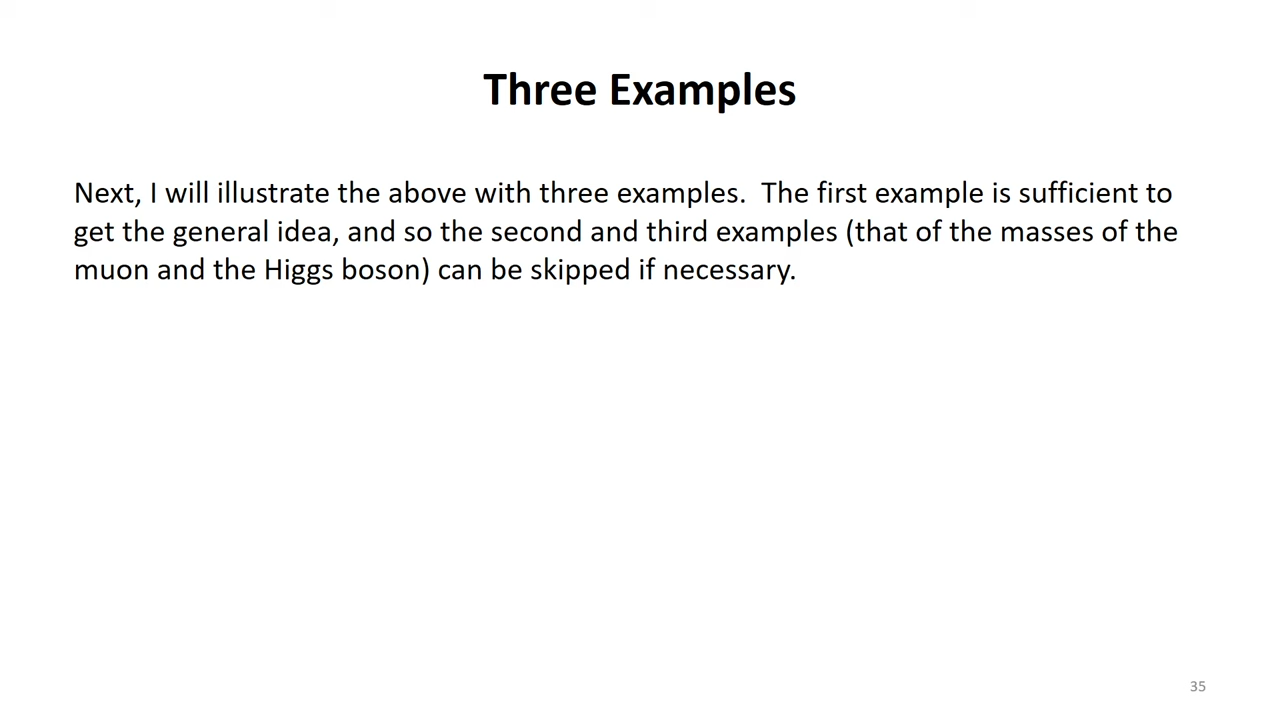 Three Examples
Next, I will illustrate the above with three examples.  The first example is sufficient to
get the general idea, and so the second and third examples (that of the masses of the
muon and the Higgs boson) can be skipped if necessary.
35